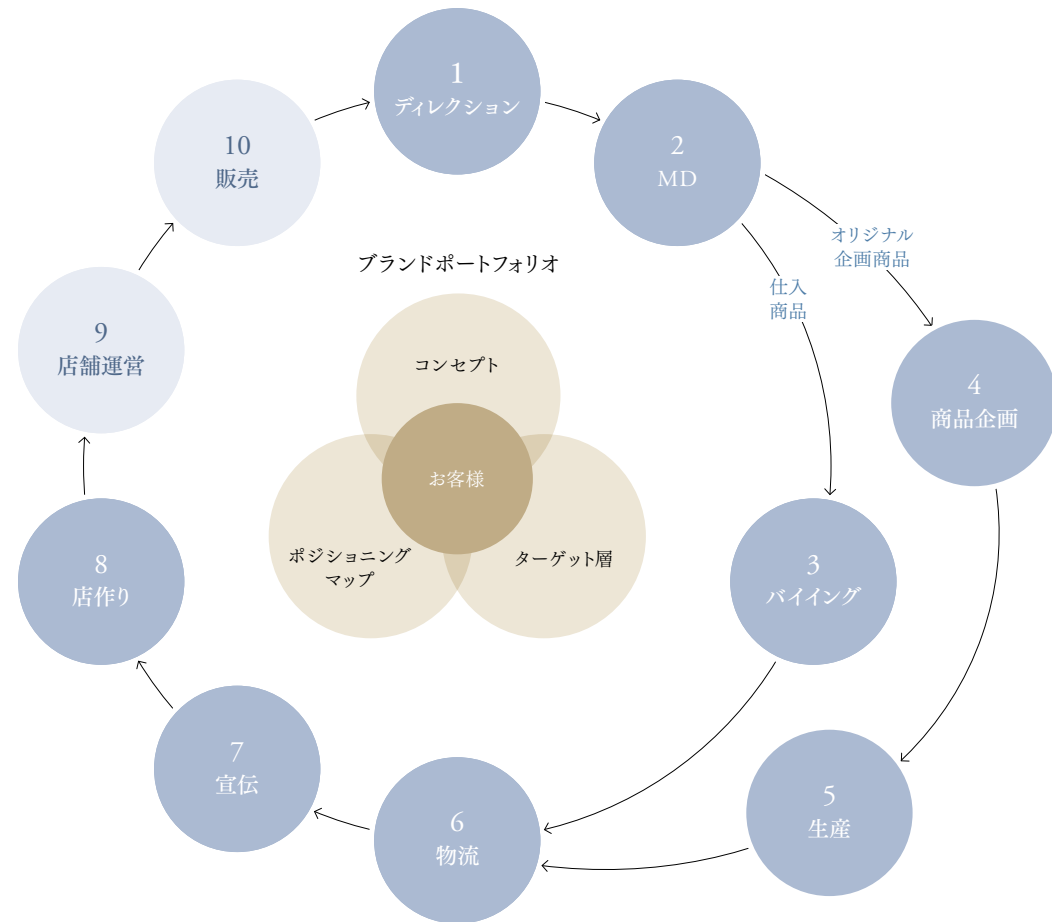 1
ディレクション
2
MD
オリジナル
企画商品
仕入
商品
3
バイイング
4
商品企画
5
生産
6
物流
7
宣伝
8
店作り
9
店舗運営
10
販売
ブランドポートフォリオ
コンセプト
お客様
ポジショニング
マップ
ターゲット層